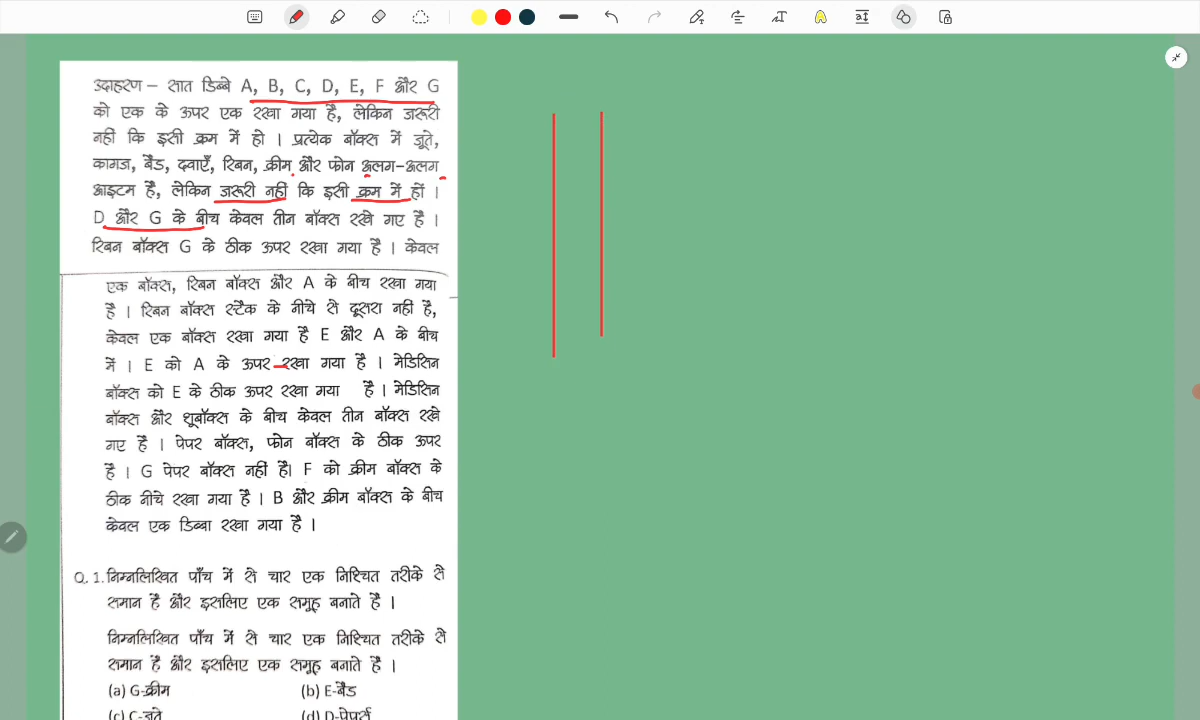 उदाहरण – सात डिब्बे A, B, C, D, E, F और G
को एक के ऊपर एक रखा गया है, लेकिन जरूरी
नहीं कि इसी क्रम में हो । प्रत्येक बॉक्स में जूते,
कागज, बैड, दवाएँ, रिबन, क्रीम और फोन अलग-अलग
आइटम है, लेकिन जरूरी नहीं कि इसी क्रम में हों ।
D और G के बीच केवल तीन बॉक्स रखे गए है ।
रिबन बॉक्स G के ठीक ऊपर रखा गया है । केवल
एक बॉक्स, रिबन बॉक्स और A के बीच रखा गया
है । रिबन बॉक्स स्टैक के नीचे से दूसरा नहीं है,
केवल एक बॉक्स रखा गया है E और A के बीच
में । E को A के ऊपर रखा गया है । मेडिसिन
बॉक्स को E के ठीक ऊपर रखा गया है । मेडिसिन
बॉक्स और शूबॉक्स के बीच केवल तीन बॉक्स रखे
गए है । पेपर बॉक्स, फोन बॉक्स के ठीक ऊपर
है । G पेपर बॉक्स नहीं है। F को क्रीम बॉक्स के
ठीक नीचे रखा गया है । B और क्रीम बॉक्स के बीच
केवल एक डिब्बा रखा गया है ।
Q. 1. निम्नलिखित पाँच में से चार एक निश्चित तरीके से
समान है और इसलिए एक समूह बनाते है ।
निम्नलिखित पाँच में से चार एक निश्चित तरीके से
समान है और इसलिए एक समूह बनाते है ।
(a) G-क्रीम (b) E-बैड
(c) C-जूते (d) D-पेपर्स